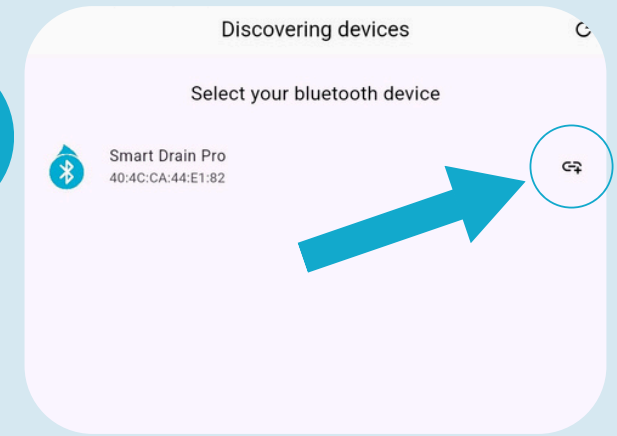 Discovering devices
Select your bluetooth device
Smart Drain Pro
40:4C:CA:44:E1:82